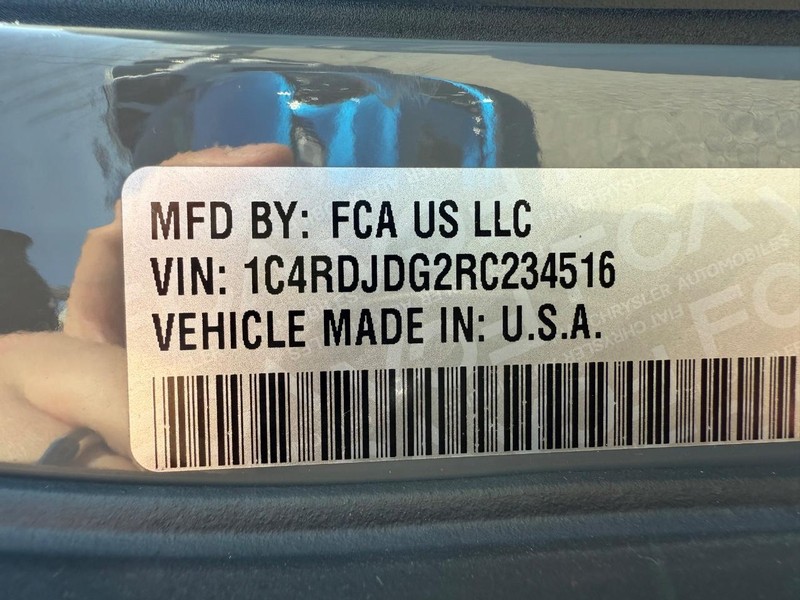 MFD BY: FCA US LLC
VIN: 1C4RDJDG2RC234516
VEHICLE MADE IN: U.S.A.